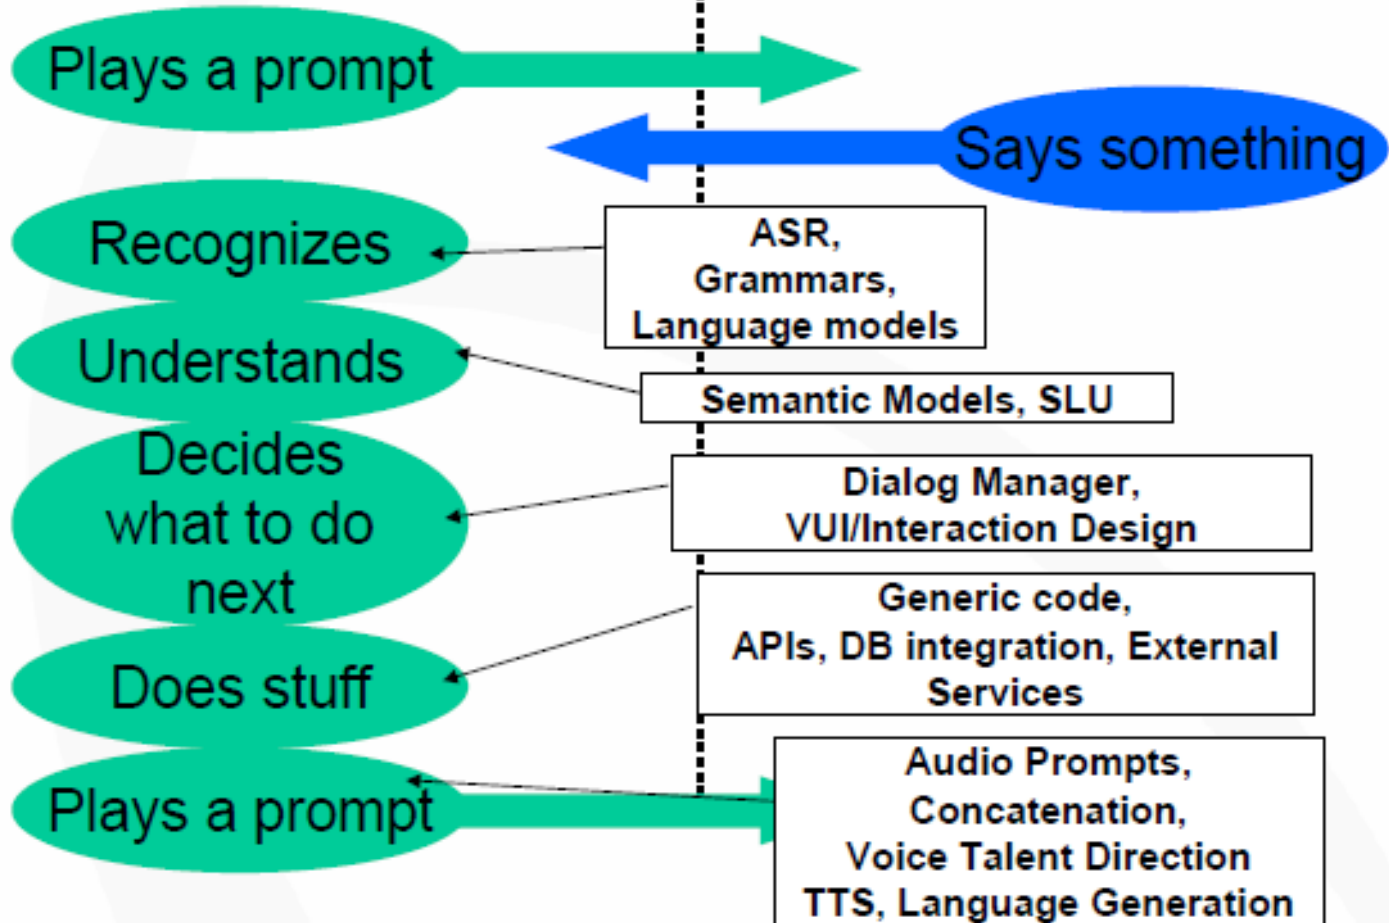 Plays a prompt
Says something
Recognizes
ASR,
Grammars,
Language models
Understands
Semantic Models, SLU
Decides
what to do
next
Dialog Manager,
VUI/Interaction Design
Does stuff
Generic code,
APIs, DB integration, External
Services
Plays a prompt
Audio Prompts,
Concatenation,
Voice Talent Direction
TTS, Language Generation